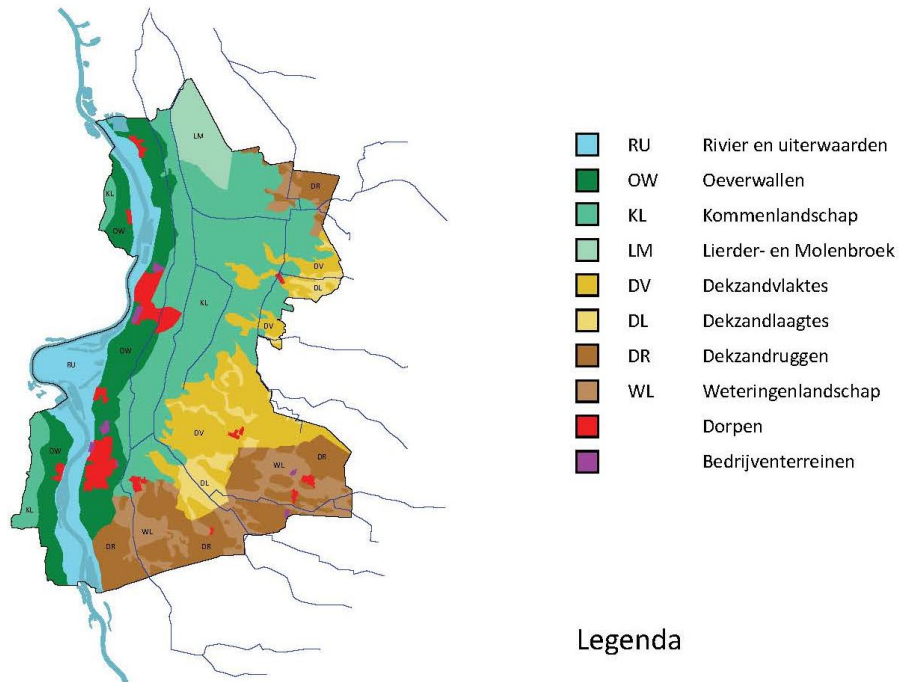 LM
DR
KL
OW
DV
DL
KL
DV
OW
RU
DV
OW
DR
WL
DL
KL
WL
DR
DR
RU Rivier en uiterwaarden
OW Oeverwallen
KL Kommenlandschap
LM Lierder- en Molenbroek
DV Dekzandvlaktes
DL Dekzandlaagtes
DR Dekzandruggen
WL Weteringenlandschap
Dorpen
Bedrijventerreinen
Legenda